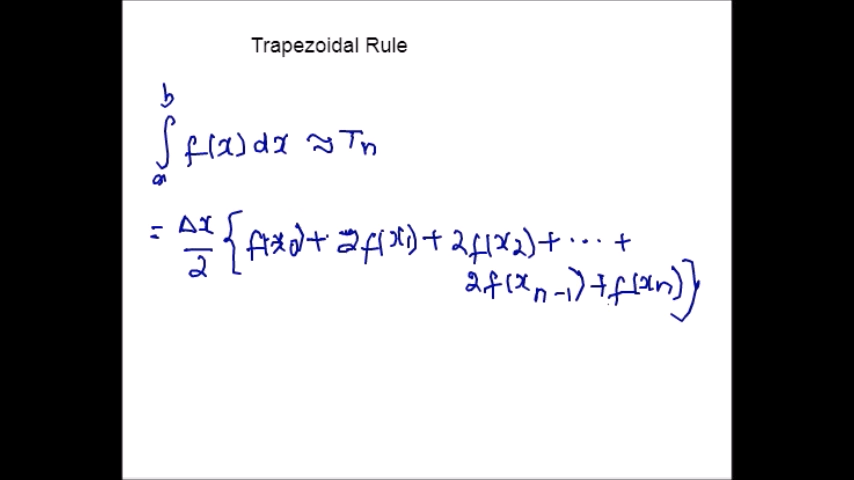 Trapezoidal Rule
b
∫ f(x) dx ≈ Tn
a
= Δx/2 { f(x₀) + 2f(x₁) + 2f(x₂) + ... +
2f(xₙ₋₁) + f(xₙ) }